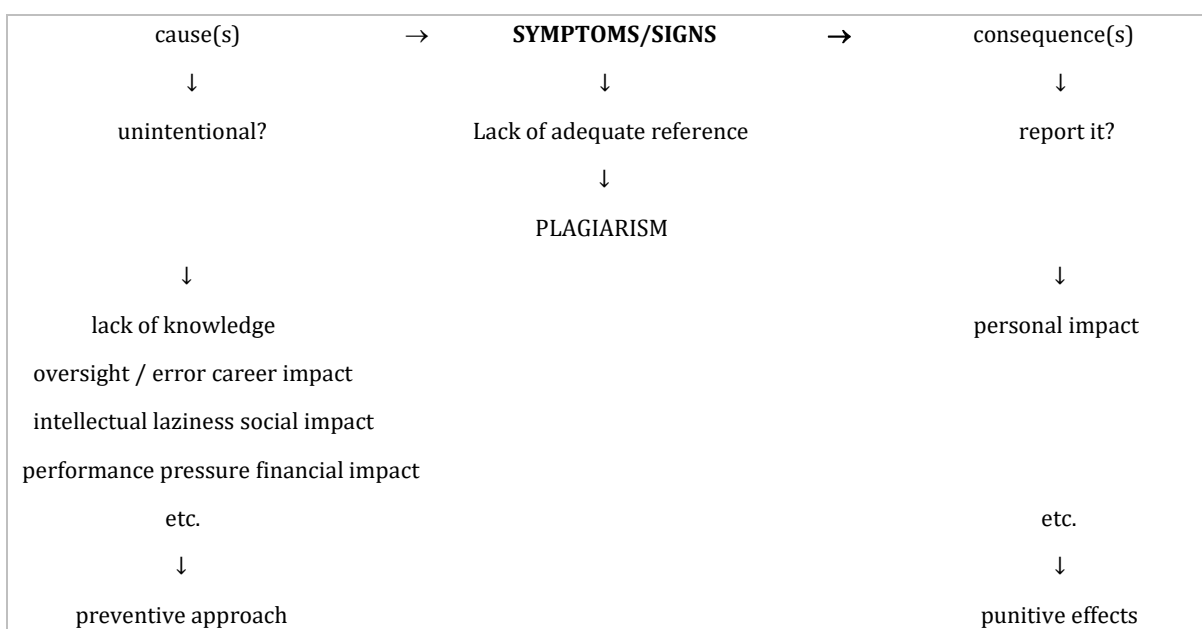 cause(s) → SYMPTOMS/SIGNS → consequence(s)
↓ ↓ ↓
unintentional? Lack of adequate reference report it?
↓
PLAGIARISM
↓ ↓
lack of knowledge personal impact
oversight / error career impact
intellectual laziness social impact
performance pressure financial impact
etc. etc.
↓ ↓
preventive approach punitive effects